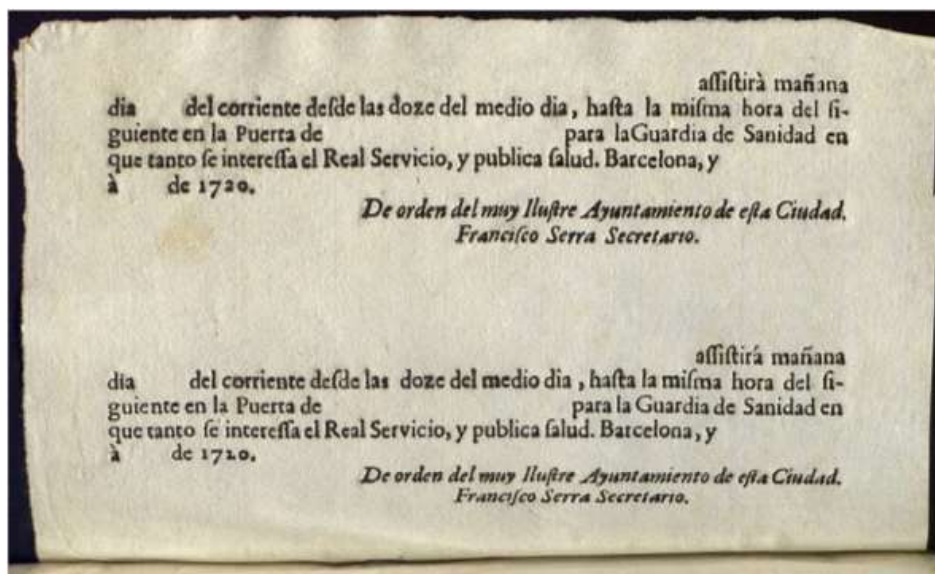 assistirà mañana
dia del corriente desde las doze del medio dia, hasta la misma hora del si-
guiente en la Puerta de para la Guardia de Sanidad en
que tanto se interessa el Real Servicio, y publica salud. Barcelona, y
à de 1720.
De orden del muy Ilustre Ayuntamiento de esta Ciudad.
Francisco Serra Secretario.
assistirá mañana
dia del corriente desde las doze del medio dia, hasta la misma hora del si-
guiente en la Puerta de para la Guardia de Sanidad en
que tanto se interessa el Real Servicio, y publica salud. Barcelona, y
à de 1720.
De orden del muy Ilustre Ayuntamiento de esta Ciudad.
Francisco Serra Secretario.